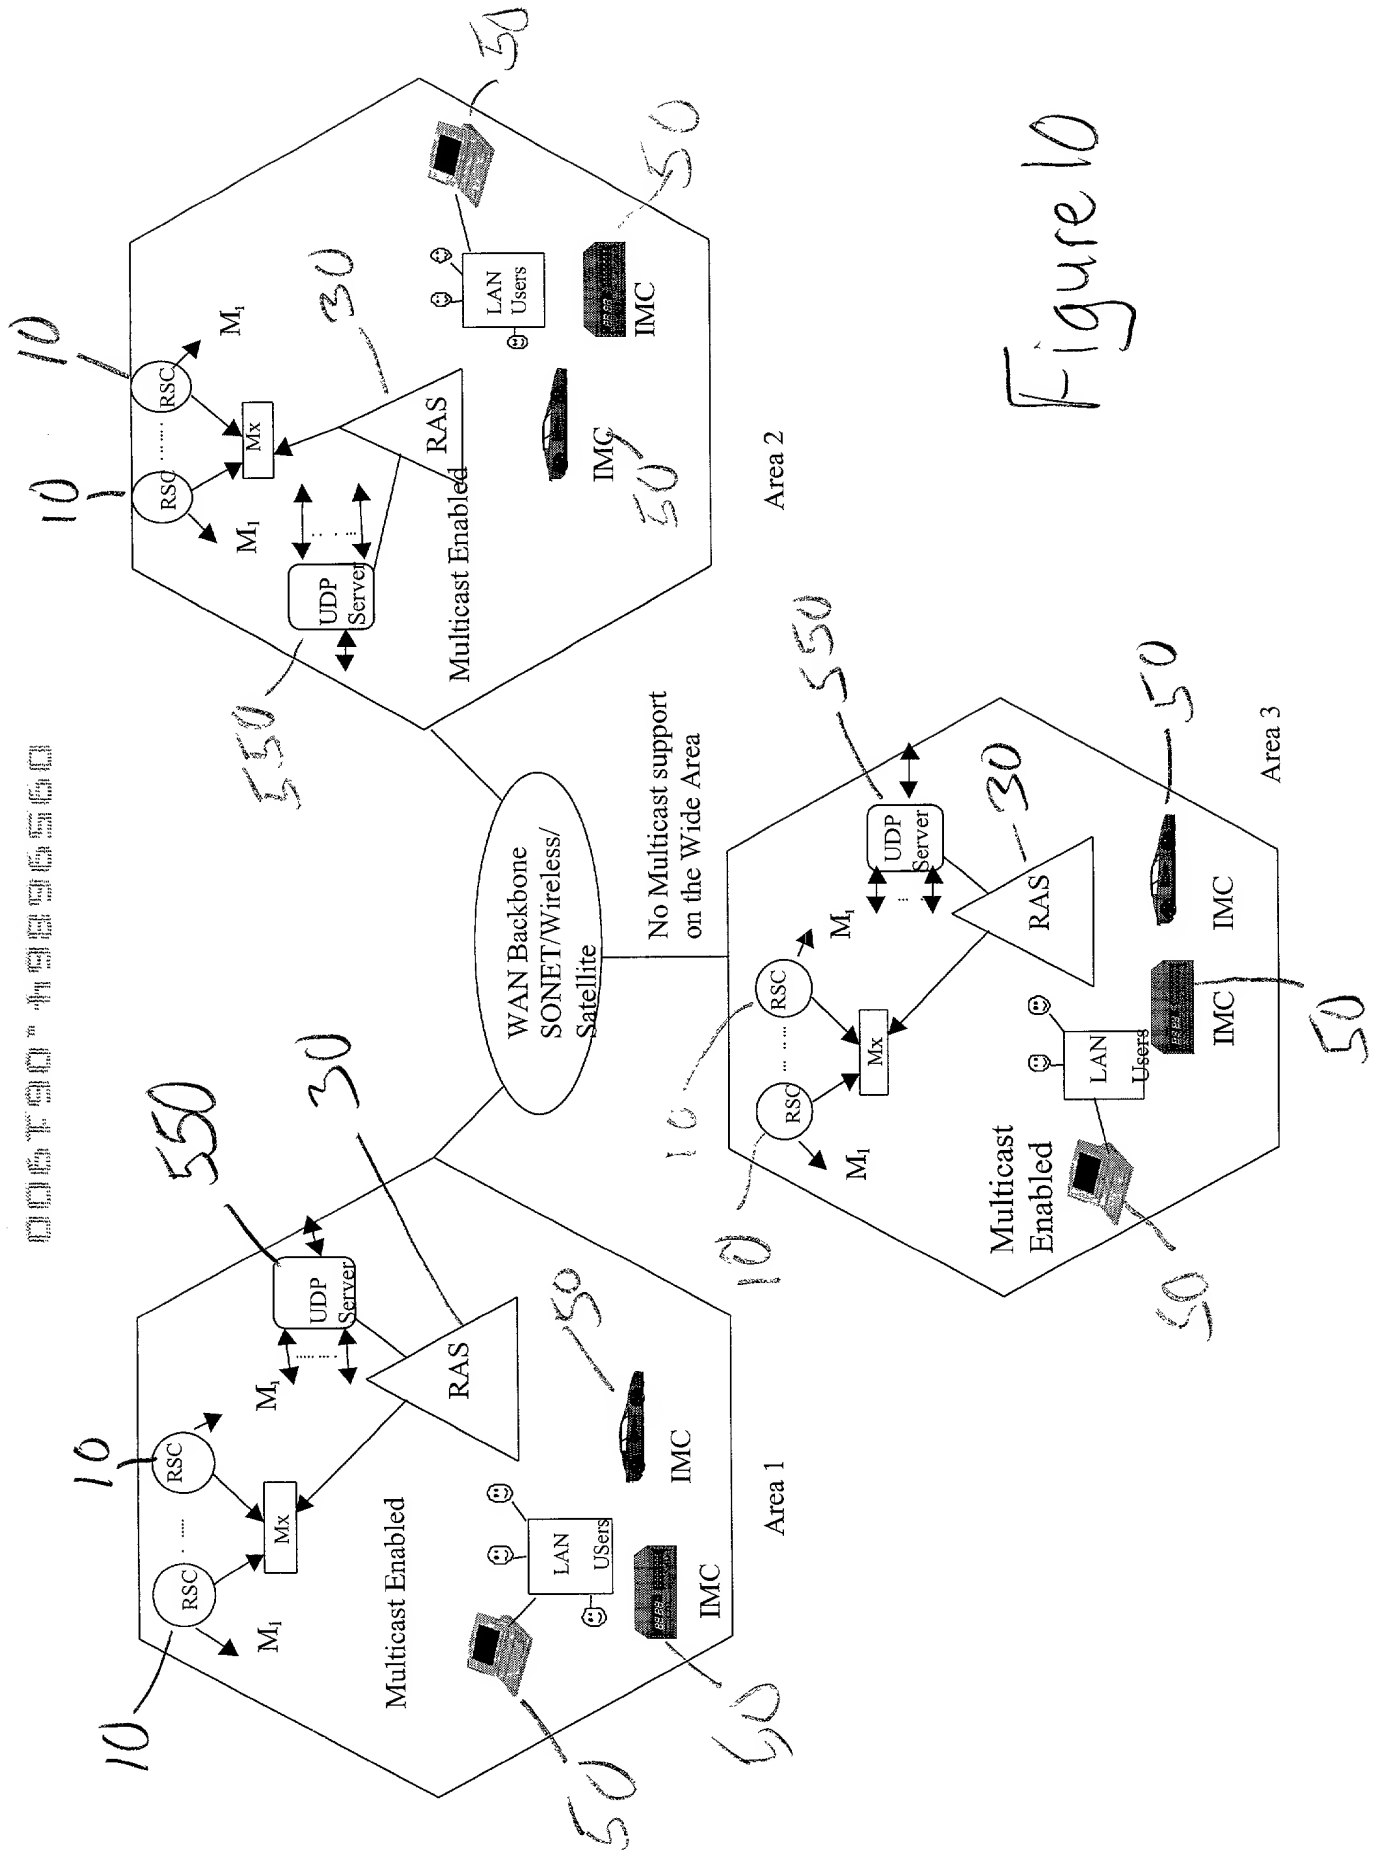 10
10
RSC
......
RSC
M1
M1
Mx
550
UDP
Server
30
RAS
Multicast Enabled
LAN
USers
50
50
50
IMC
IMC
Area 1
WAN Backbone
SONET/Wireless/
Satellite
No Multicast support
on the Wide Area
10
10
RSC
......
RSC
M1
M1
Mx
550
UDP
Server
30
RAS
Multicast Enabled
LAN
Users
50
50
50
IMC
IMC
Area 2
10
10
RSC
......
RSC
M1
M1
Mx
550
UDP
Server
30
RAS
Multicast
Enabled
LAN
Users
50
50
50
IMC
IMC
Area 3
Figure 10